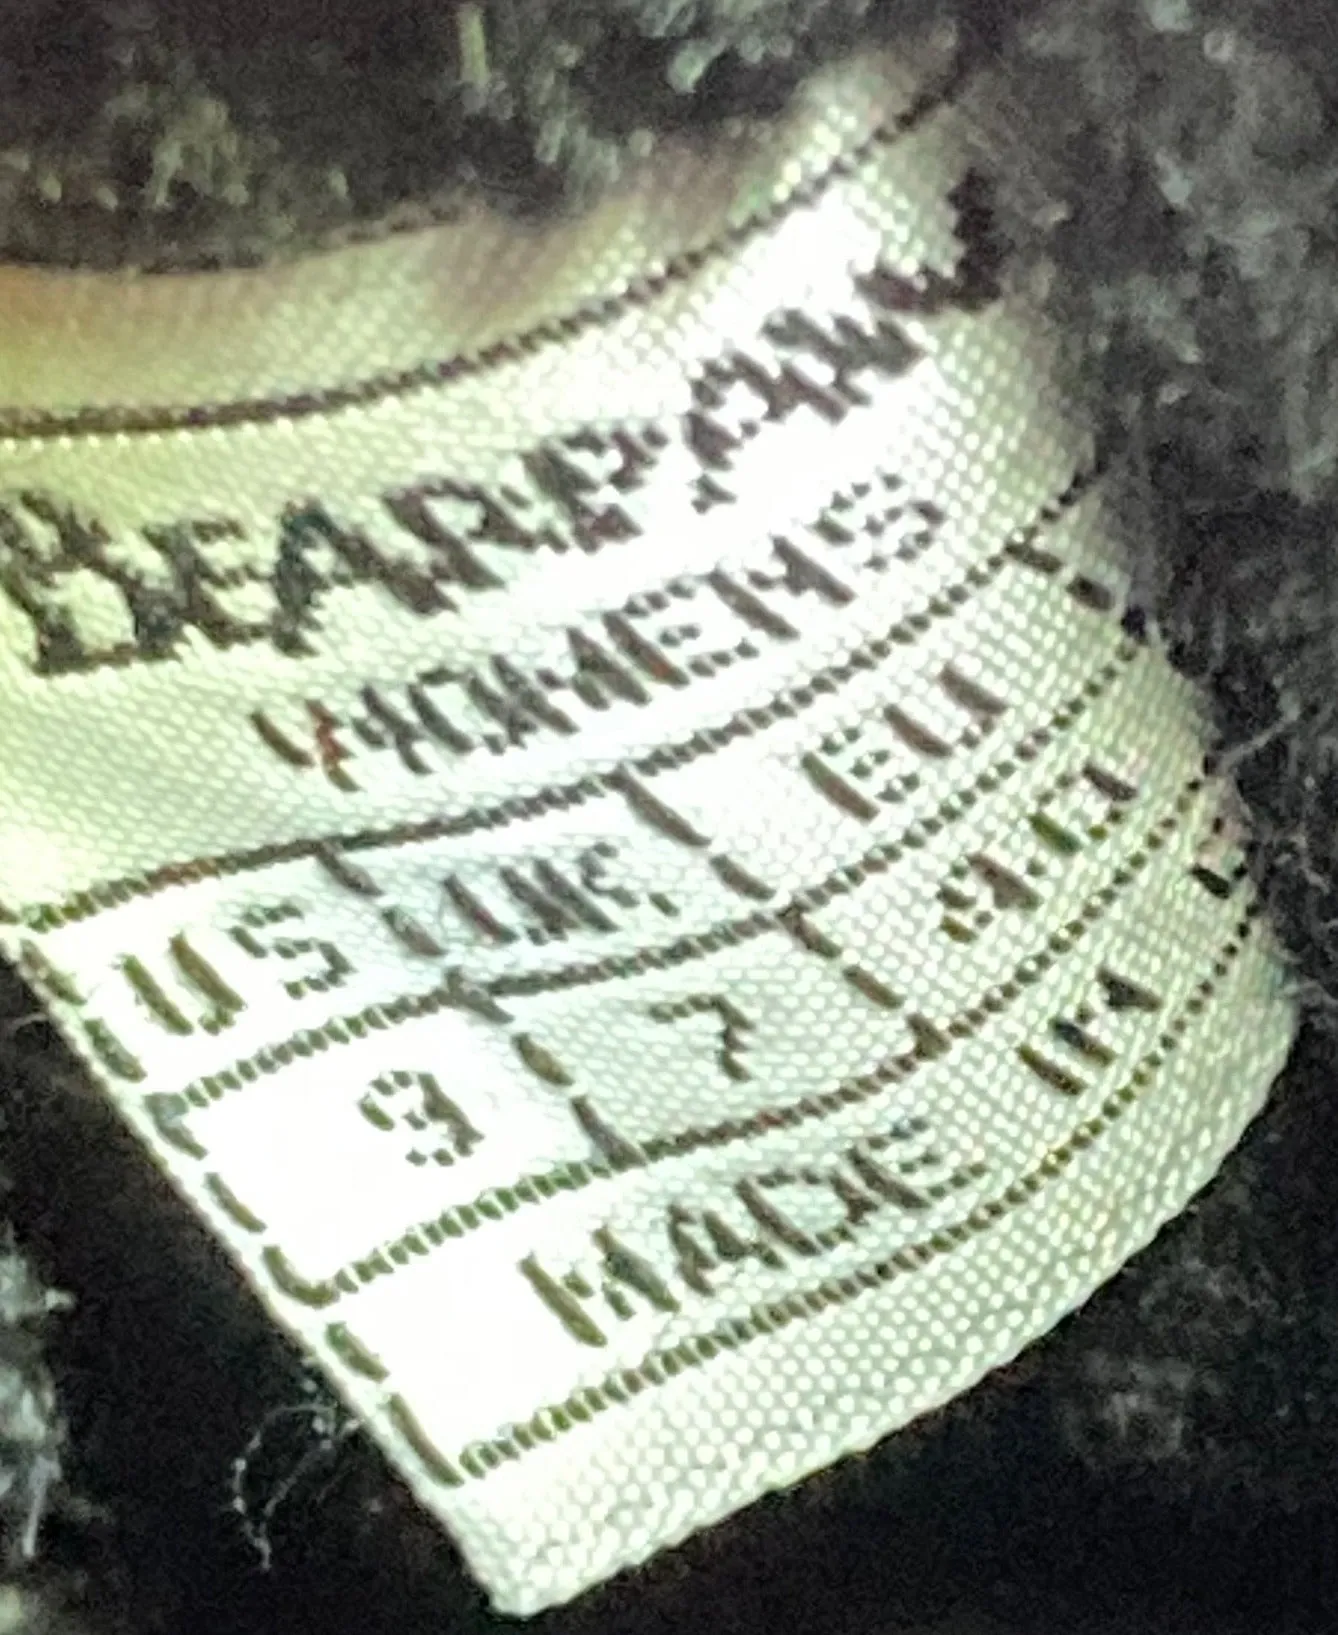 BEARPAW
WOMENS
US UK EU
9 7
MADE IN